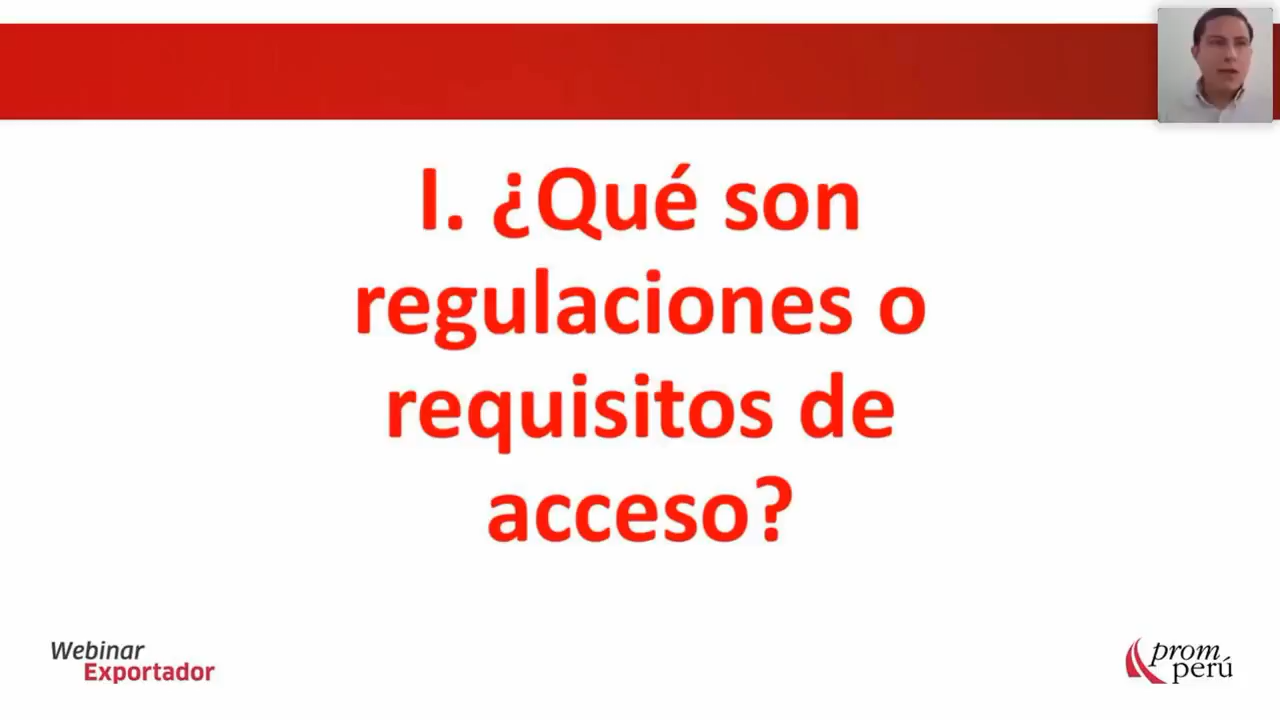 I. ¿Qué son
regulaciones o
requisitos de
acceso?
Webinar
Exportador
prom
perú